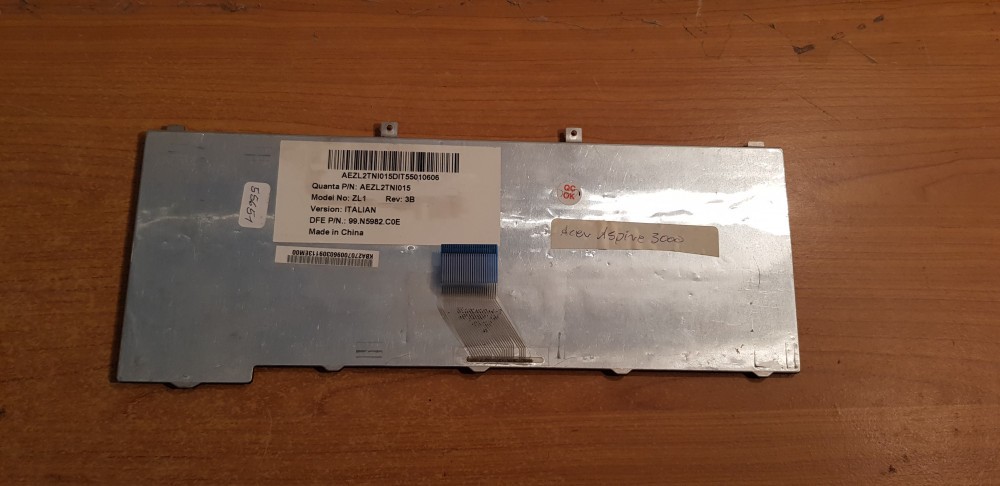 AEZL2TNI015DIT55010606
Quanta P/N: AEZL2TNI015
Model No: ZL1 Rev: 3B
Version: ITALIAN
DFE P/N.: 99.N5982.C0E
Made in China
QC
OK
Acer Aspire 3000